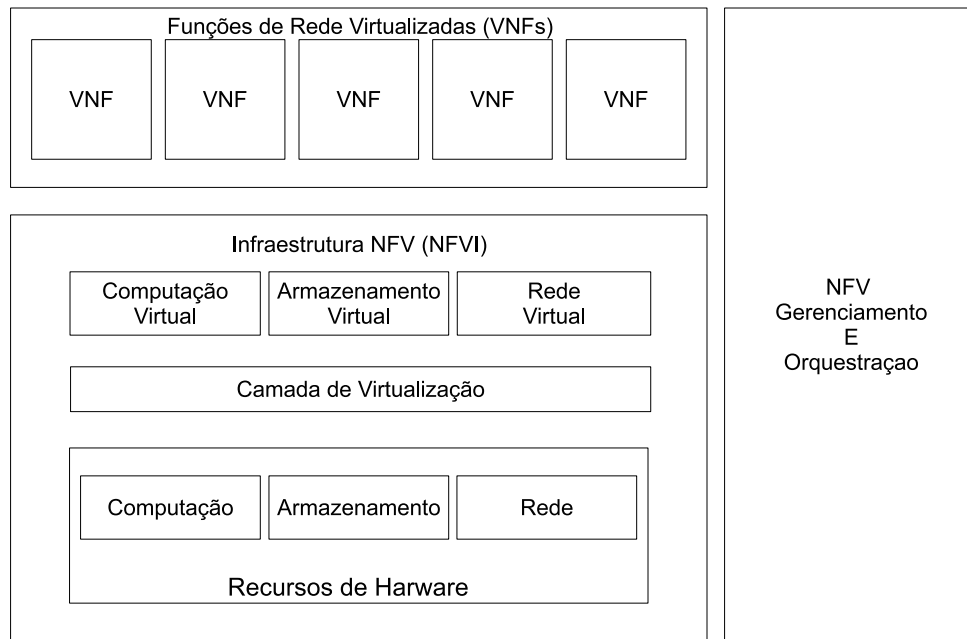 Funções de Rede Virtualizadas (VNFs)
VNF
VNF
VNF
VNF
VNF
Infraestrutura NFV (NFVI)
Computação
Virtual
Armazenamento
Virtual
Rede
Virtual
Camada de Virtualização
Computação
Armazenamento
Rede
Recursos de Harware
NFV
Gerenciamento
E
Orquestraçao